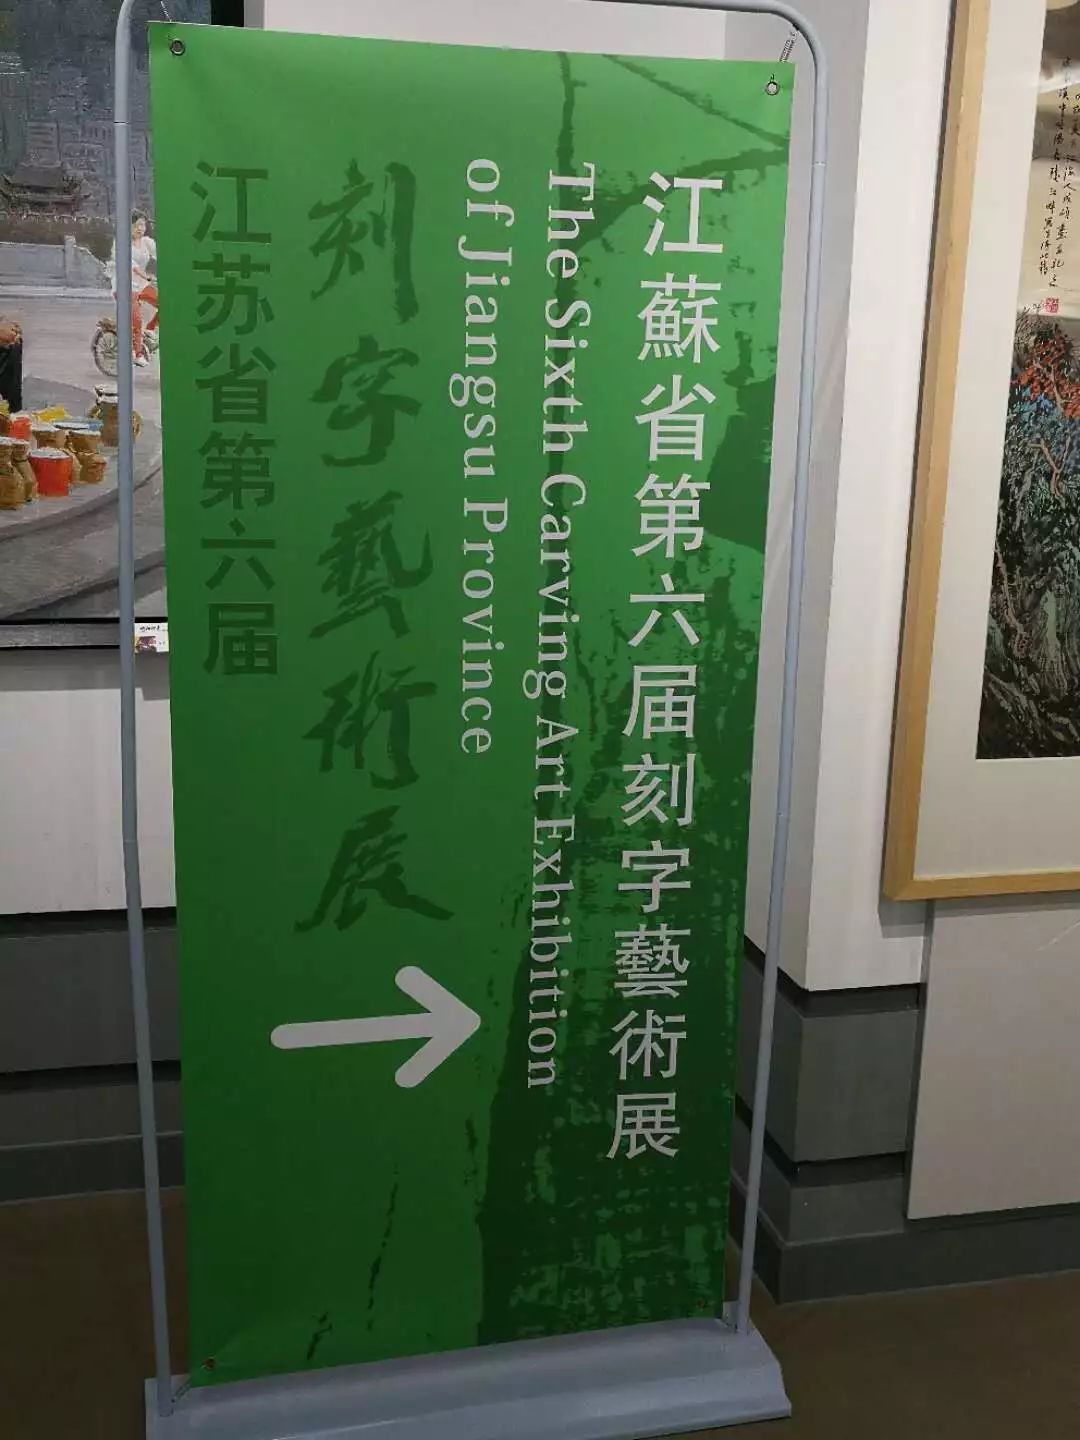 江蘇省第六届刻字藝術展
The Sixth Carving Art Exhibition
of Jiangsu Province
江苏省第六届
刻字藝術展